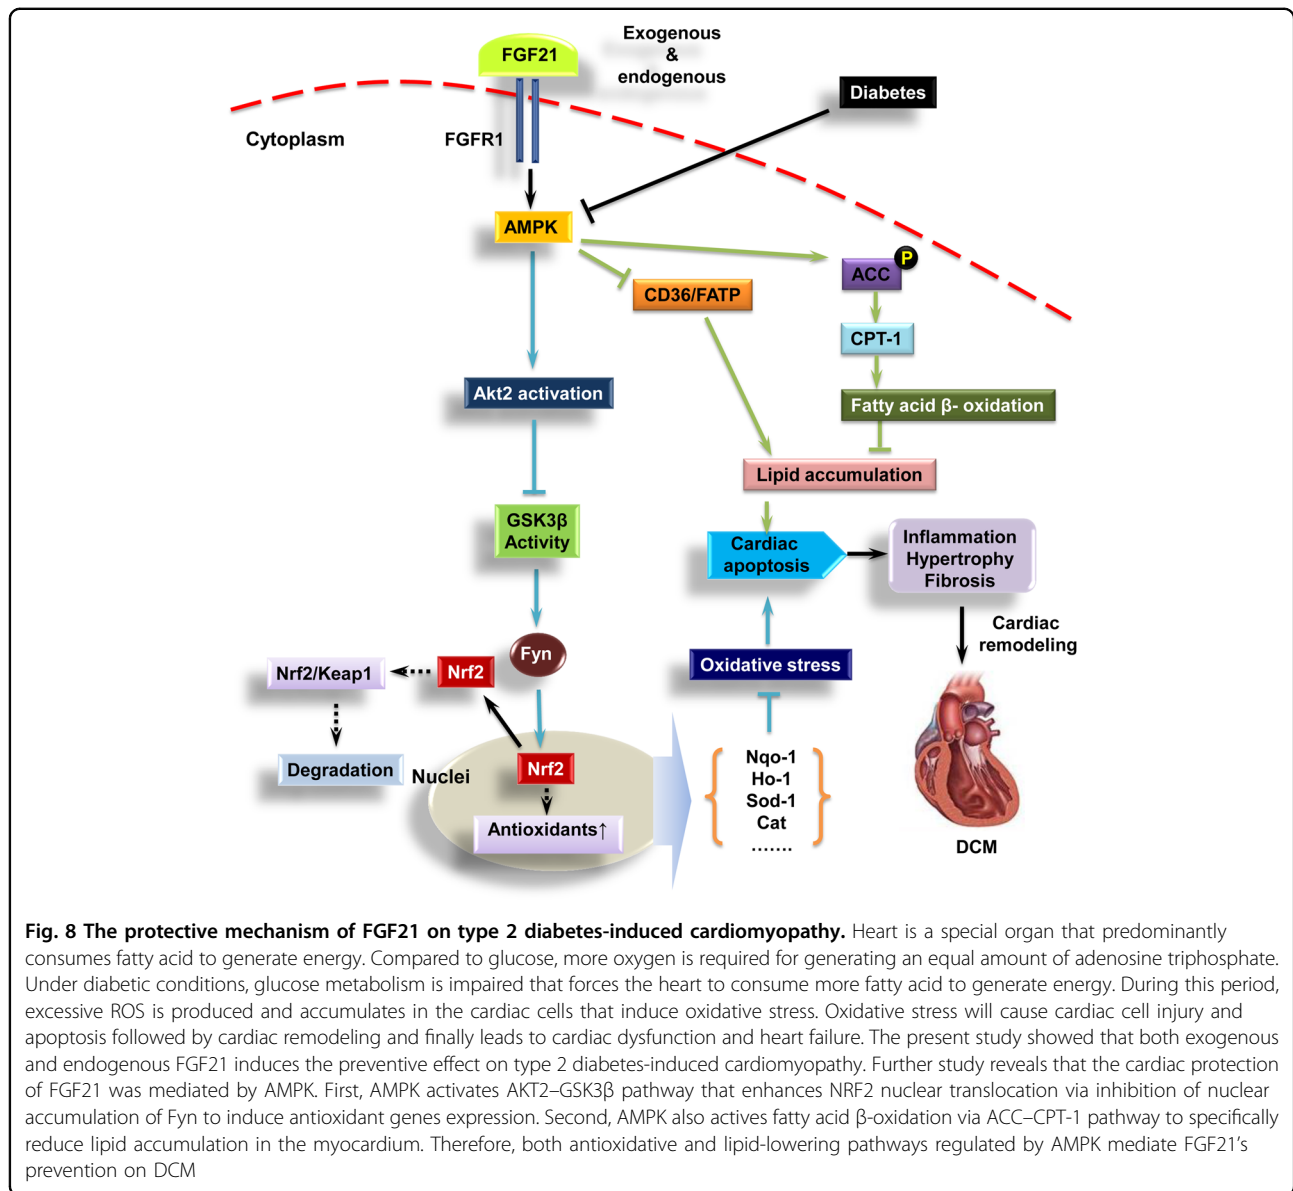 FGF21
Exogenous
&
endogenous
Diabetes
Cytoplasm
FGFR1
AMPK
P
ACC
CD36/FATP
CPT-1
Akt2 activation
Fatty acid β- oxidation
Lipid accumulation
GSK3β
Activity
Cardiac
apoptosis
Inflammation
Hypertrophy
Fibrosis
Cardiac
remodeling
Fyn
Oxidative stress
Nrf2/Keap1
Nrf2
Degradation
Nuclei
Nrf2
Antioxidants↑
Nqo-1
Ho-1
Sod-1
Cat
.......
DCM
Fig. 8 The protective mechanism of FGF21 on type 2 diabetes-induced cardiomyopathy. Heart is a special organ that predominantly
consumes fatty acid to generate energy. Compared to glucose, more oxygen is required for generating an equal amount of adenosine triphosphate.
Under diabetic conditions, glucose metabolism is impaired that forces the heart to consume more fatty acid to generate energy. During this period,
excessive ROS is produced and accumulates in the cardiac cells that induce oxidative stress. Oxidative stress will cause cardiac cell injury and
apoptosis followed by cardiac remodeling and finally leads to cardiac dysfunction and heart failure. The present study showed that both exogenous
and endogenous FGF21 induces the preventive effect on type 2 diabetes-induced cardiomyopathy. Further study reveals that the cardiac protection
of FGF21 was mediated by AMPK. First, AMPK activates AKT2–GSK3β pathway that enhances NRF2 nuclear translocation via inhibition of nuclear
accumulation of Fyn to induce antioxidant genes expression. Second, AMPK also actives fatty acid β-oxidation via ACC–CPT-1 pathway to specifically
reduce lipid accumulation in the myocardium. Therefore, both antioxidative and lipid-lowering pathways regulated by AMPK mediate FGF21's
prevention on DCM